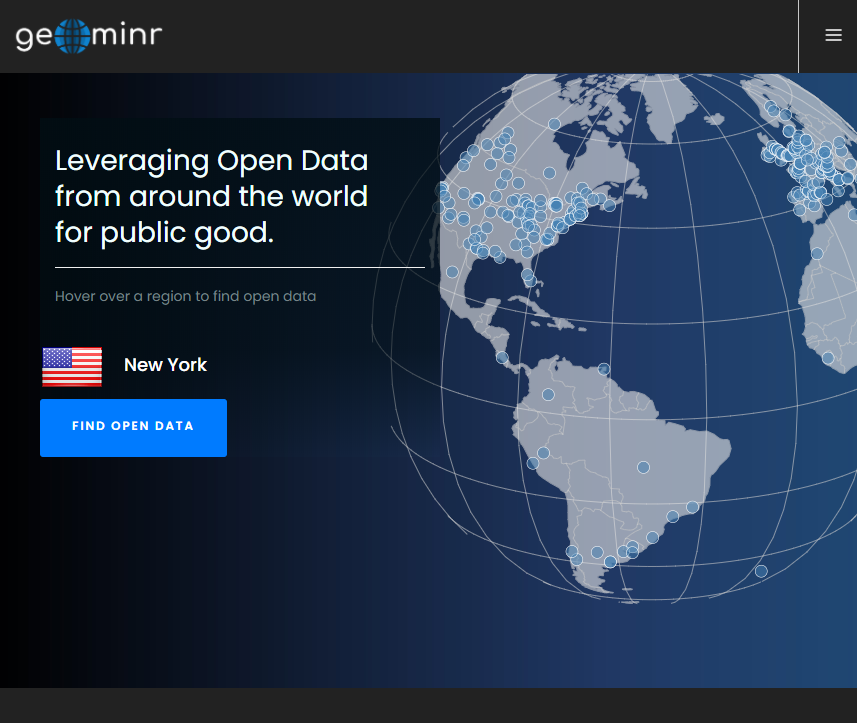 geominr
Leveraging Open Data
from around the world
for public good.
Hover over a region to find open data
New York
FIND OPEN DATA